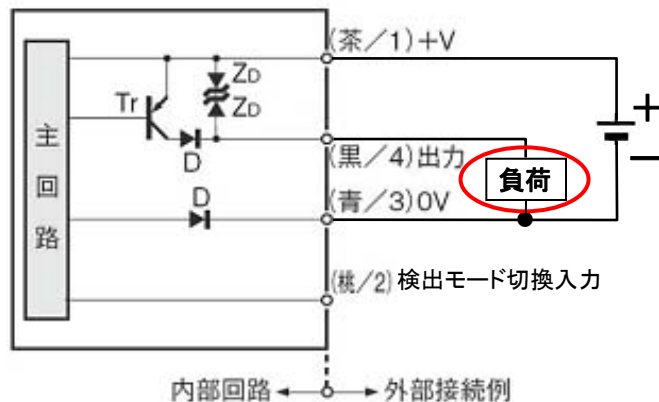 (茶／1)+V
ZD
ZD
Tr
+
主回路
D
(黒／4)出力
負荷
−
D
(青／3)0V
(桃／2) 検出モード切換入力
内部回路
外部接続例